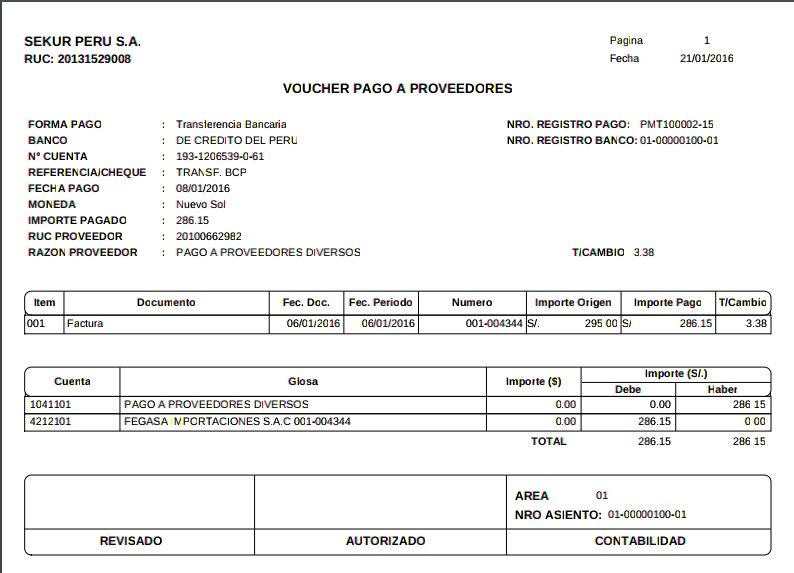 SEKUR PERU S.A.
Pagina 1
RUC: 20131529008
Fecha 21/01/2016
VOUCHER PAGO A PROVEEDORES
FORMA PAGO : Transferencia Bancaria NRO. REGISTRO PAGO: PMT100002-15
BANCO : DE CREDITO DEL PERU NRO. REGISTRO BANCO: 01-00000100-01
Nº CUENTA : 193-1206539-0-61
REFERENCIA/CHEQUE : TRANSF. BCP
FECHA PAGO : 08/01/2016
MONEDA : Nuevo Sol
IMPORTE PAGADO : 286.15
RUC PROVEEDOR : 20100662982
RAZON PROVEEDOR : PAGO A PROVEEDORES DIVERSOS T/CAMBIO 3.38
Item Documento Fec. Doc. Fec. Periodo Numero Importe Origen Importe Pago T/Cambio
001 Factura 06/01/2016 06/01/2016 001-004344 S/. 295.00 S/ 286.15 3.38
Cuenta Glosa Importe ($) Importe (S/.)
Debe Haber
1041101 PAGO A PROVEEDORES DIVERSOS 0.00 0.00 286.15
4212101 FEGASA IMPORTACIONES S.A.C 001-004344 0.00 286.15 0.00
TOTAL 286.15 286.15
AREA 01
NRO ASIENTO: 01-00000100-01
REVISADO AUTORIZADO CONTABILIDAD